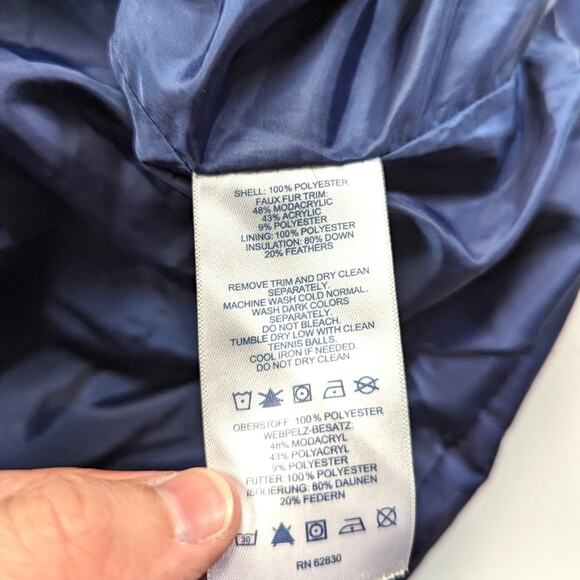 SHELL: 100% POLYESTER
FAUX FUR TRIM:
48% MODACRYLIC
43% ACRYLIC
9% POLYESTER
LINING: 100% POLYESTER
INSULATION: 80% DOWN
20% FEATHERS
REMOVE TRIM AND DRY CLEAN
SEPARATELY.
MACHINE WASH COLD NORMAL.
WASH DARK COLORS
SEPARATELY.
DO NOT BLEACH.
TUMBLE DRY LOW WITH CLEAN
TENNIS BALLS.
COOL IRON IF NEEDED.
DO NOT DRY CLEAN.
OBERSTOFF: 100% POLYESTER
WEBPELZ-BESATZ:
48% MODACRYL
43% POLYACRYL
9% POLYESTER
FUTTER: 100% POLYESTER
ISOLIERUNG: 80% DAUNEN
20% FEDERN
30
RN 62830